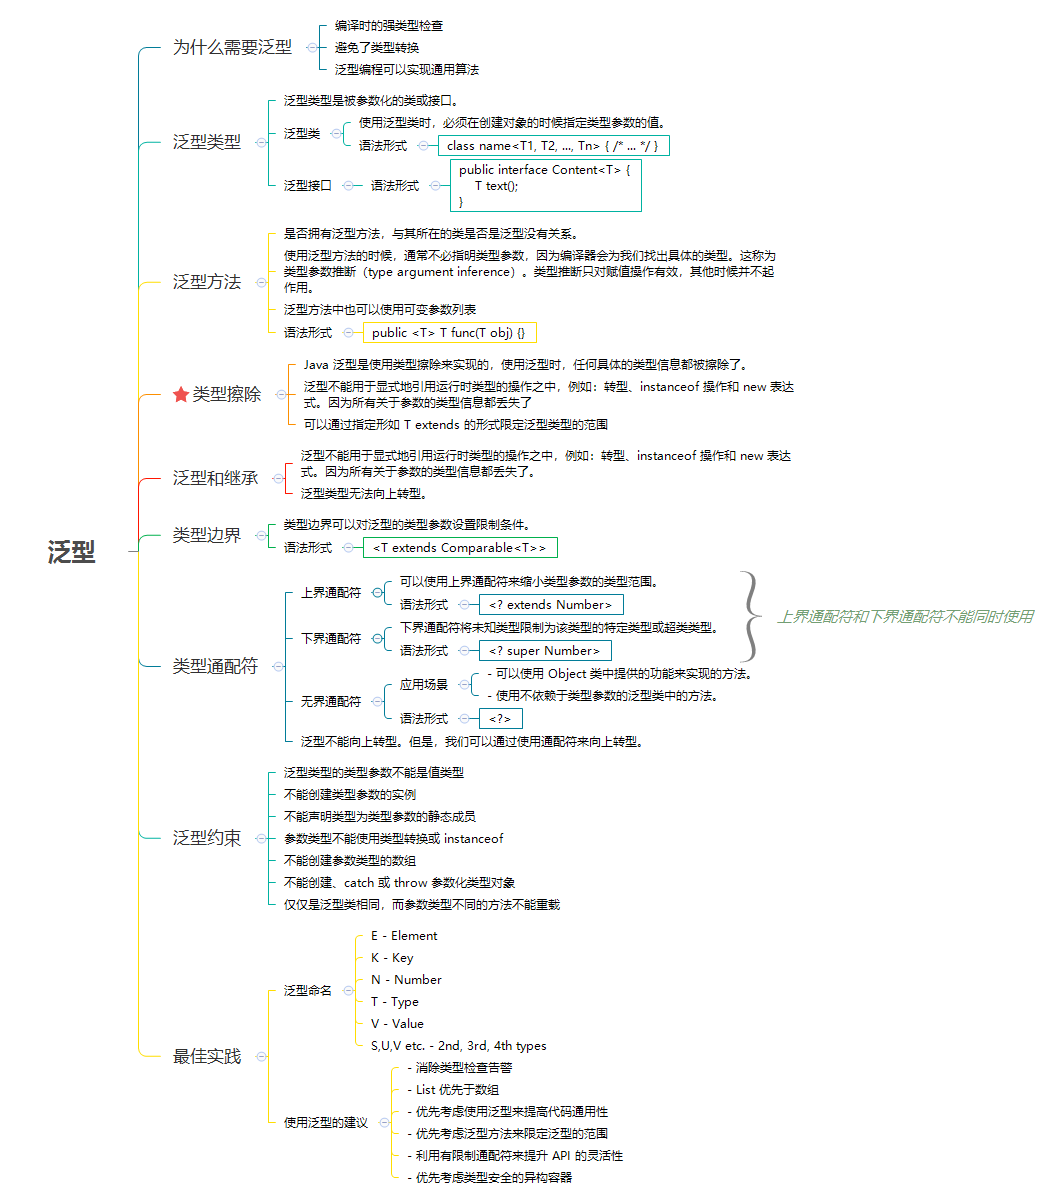 泛型
为什么需要泛型
编译时的强类型检查
避免了类型转换
泛型编程可以实现通用算法
泛型类型
泛型类型是被参数化的类或接口。
泛型类
使用泛型类时，必须在创建对象的时候指定类型参数的值。
语法形式
class name<T1, T2, ..., Tn> { /* ... */ }
泛型接口
语法形式
public interface Content<T> {
T text();
}
泛型方法
是否拥有泛型方法，与其所在的类是否是泛型没有关系。
使用泛型方法的时候，通常不必指明类型参数，因为编译器会为我们找出具体的类型。这称为
类型参数推断（type argument inference）。类型推断只对赋值操作有效，其他时候并不起
作用。
泛型方法中也可以使用可变参数列表
语法形式
public <T> T func(T obj) {}
类型擦除
Java 泛型是使用类型擦除来实现的，使用泛型时，任何具体的类型信息都被擦除了。
泛型不能用于显式地引用运行时类型的操作之中，例如：转型、instanceof 操作和 new 表达
式。因为所有关于参数的类型信息都丢失了
可以通过指定形如 T extends 的形式限定泛型类型的范围
泛型和继承
泛型不能用于显式地引用运行时类型的操作之中，例如：转型、instanceof 操作和 new 表达
式。因为所有关于参数的类型信息都丢失了。
泛型类型无法向上转型。
类型边界
类型边界可以对泛型的类型参数设置限制条件。
语法形式
<T extends Comparable<T>>
类型通配符
上界通配符
可以使用上界通配符来缩小类型参数的类型范围。
语法形式
<? extends Number>
下界通配符
下界通配符将未知类型限制为该类型的特定类型或超类类型。
语法形式
<? super Number>
上界通配符和下界通配符不能同时使用
无界通配符
应用场景
- 可以使用 Object 类中提供的功能来实现的方法。
- 使用不依赖于类型参数的泛型类中的方法。
语法形式
<?>
泛型不能向上转型。但是，我们可以通过使用通配符来向上转型。
泛型约束
泛型类型的类型参数不能是值类型
不能创建类型参数的实例
不能声明类型为类型参数的静态成员
参数类型不能使用类型转换或 instanceof
不能创建参数类型的数组
不能创建、catch 或 throw 参数化类型对象
仅仅是泛型类相同，而参数类型不同的方法不能重载
最佳实践
泛型命名
E - Element
K - Key
N - Number
T - Type
V - Value
S,U,V etc. - 2nd, 3rd, 4th types
使用泛型的建议
- 消除类型检查告警
- List 优先于数组
- 优先考虑使用泛型来提高代码通用性
- 优先考虑泛型方法来限定泛型的范围
- 利用有限制通配符来提升 API 的灵活性
- 优先考虑类型安全的异构容器